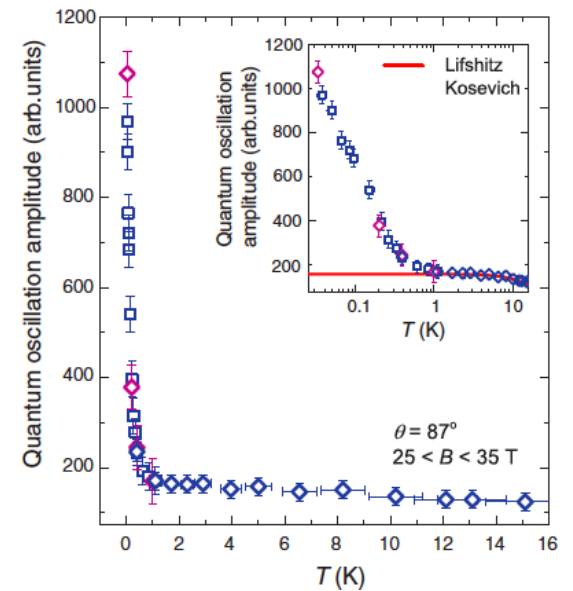 Quantum oscillation amplitude (arb.units)
1200
1000
800
600
400
200
0
2
4
6
8
10
12
14
16
T (K)
θ = 87°
25 < B < 35 T
Quantum oscillation
amplitude (arb.units)
1200
1000
800
600
400
200
0.1
1
10
T (K)
Lifshitz
Kosevich